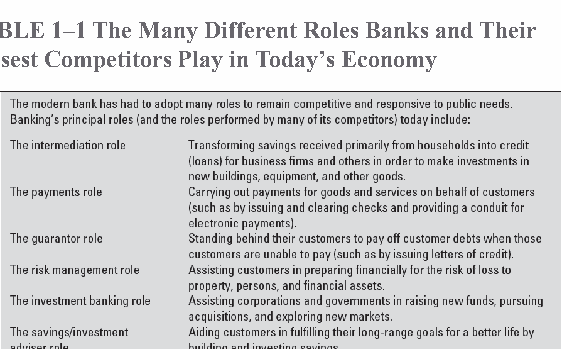 BLE 1–1 The Many Different Roles Banks and Their
sest Competitors Play in Today’s Economy
The modern bank has had to adopt many roles to remain competitive and responsive to public needs.
Banking’s principal roles (and the roles performed by many of its competitors) today include:
The intermediation role Transforming savings received primarily from households into credit
(loans) for business firms and others in order to make investments in
new buildings, equipment, and other goods.
The payments role Carrying out payments for goods and services on behalf of customers
(such as by issuing and clearing checks and providing a conduit for
electronic payments).
The guarantor role Standing behind their customers to pay off customer debts when those
customers are unable to pay (such as by issuing letters of credit).
The risk management role Assisting customers in preparing financially for the risk of loss to
property, persons, and financial assets.
The investment banking role Assisting corporations and governments in raising new funds, pursuing
acquisitions, and exploring new markets.
The savings/investment Aiding customers in fulfilling their long-range goals for a better life by
adviser role building and investing savings.